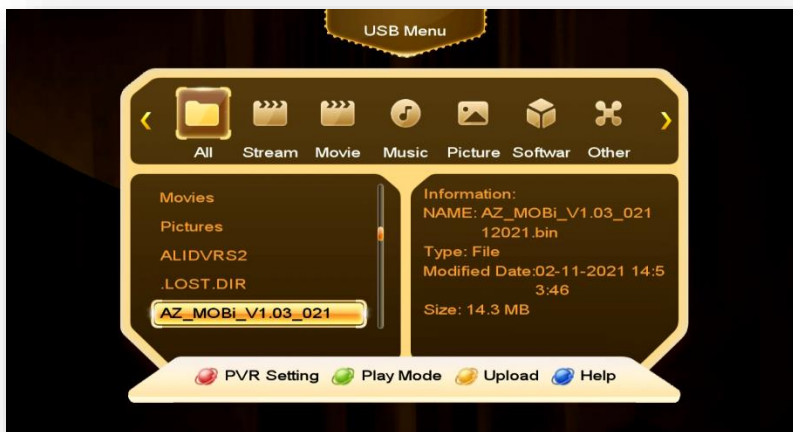 USB Menu
All Stream Movie Music Picture Softwar Other
Movies
Pictures
ALIDVRS2
.LOST.DIR
AZ_MOBi_V1.03_021
Information:
NAME: AZ_MOBi_V1.03_021
12021.bin
Type: File
Modified Date:02-11-2021 14:5
3:46
Size: 14.3 MB
PVR Setting Play Mode Upload Help